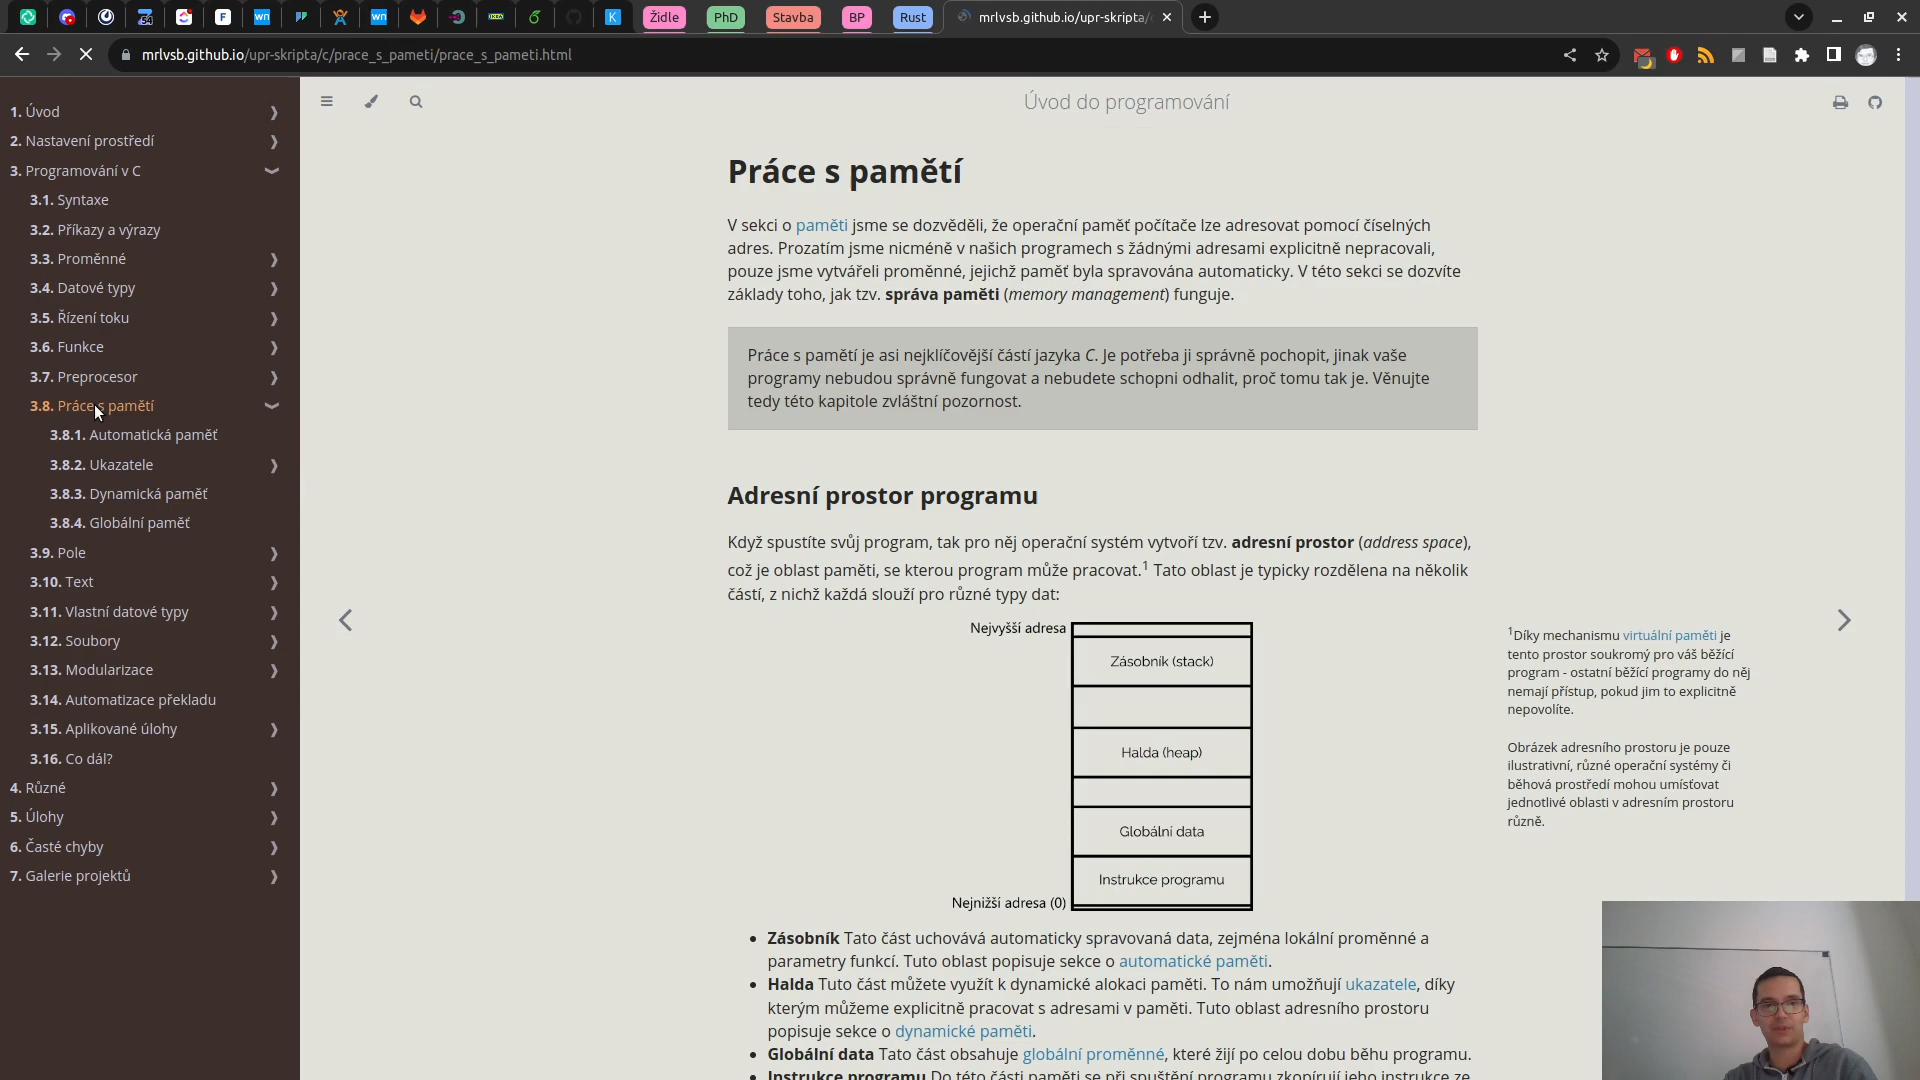 Židle
PhD
Stavba
BP
Rust
mrlvsb.github.io/upr-skripta/
mrlvsb.github.io/upr-skripta/c/prace_s_pameti/prace_s_pameti.html
1. Úvod
2. Nastavení prostředí
3. Programování v C
3.1. Syntaxe
3.2. Příkazy a výrazy
3.3. Proměnné
3.4. Datové typy
3.5. Řízení toku
3.6. Funkce
3.7. Preprocesor
3.8. Práce s pamětí
3.8.1. Automatická paměť
3.8.2. Ukazatele
3.8.3. Dynamická paměť
3.8.4. Globální paměť
3.9. Pole
3.10. Text
3.11. Vlastní datové typy
3.12. Soubory
3.13. Modularizace
3.14. Automatizace překladu
3.15. Aplikované úlohy
3.16. Co dál?
4. Různé
5. Úlohy
6. Časté chyby
7. Galerie projektů
Úvod do programování
Práce s pamětí
V sekci o paměti jsme se dozvěděli, že operační paměť počítače lze adresovat pomocí číselných
adres. Prozatím jsme nicméně v našich programech s žádnými adresami explicitně nepracovali,
pouze jsme vytvářeli proměnné, jejichž paměť byla spravována automaticky. V této sekci se dozvíte
základy toho, jak tzv. správa paměti (memory management) funguje.
Práce s pamětí je asi nejklíčovější částí jazyka C. Je potřeba ji správně pochopit, jinak vaše
programy nebudou správně fungovat a nebudete schopni odhalit, proč tomu tak je. Věnujte
tedy této kapitole zvláštní pozornost.
Adresní prostor programu
Když spustíte svůj program, tak pro něj operační systém vytvoří tzv. adresní prostor (address space),
což je oblast paměti, se kterou program může pracovat.1 Tato oblast je typicky rozdělena na několik
částí, z nichž každá slouží pro různé typy dat:
Nejvyšší adresa
Zásobník (stack)
Halda (heap)
Globální data
Instrukce programu
Nejnižší adresa (0)
1Díky mechanismu virtuální paměti je
tento prostor soukromý pro váš běžící
program - ostatní běžící programy do něj
nemají přístup, pokud jim to explicitně
nepovolíte.
Obrázek adresního prostoru je pouze
ilustrativní, různé operační systémy či
běhová prostředí mohou umísťovat
jednotlivé oblasti v adresním prostoru
různě.
• Zásobník Tato část uchovává automaticky spravovaná data, zejména lokální proměnné a
parametry funkcí. Tuto oblast popisuje sekce o automatické paměti.
• Halda Tuto část můžete využít k dynamické alokaci paměti. To nám umožňují ukazatele, díky
kterým můžeme explicitně pracovat s adresami v paměti. Tuto oblast adresního prostoru
popisuje sekce o dynamické paměti.
• Globální data Tato část obsahuje globální proměnné, které žijí po celou dobu běhu programu.
• Instrukce programu Do této části paměti se při spuštění programu zkopírují jeho instrukce ze